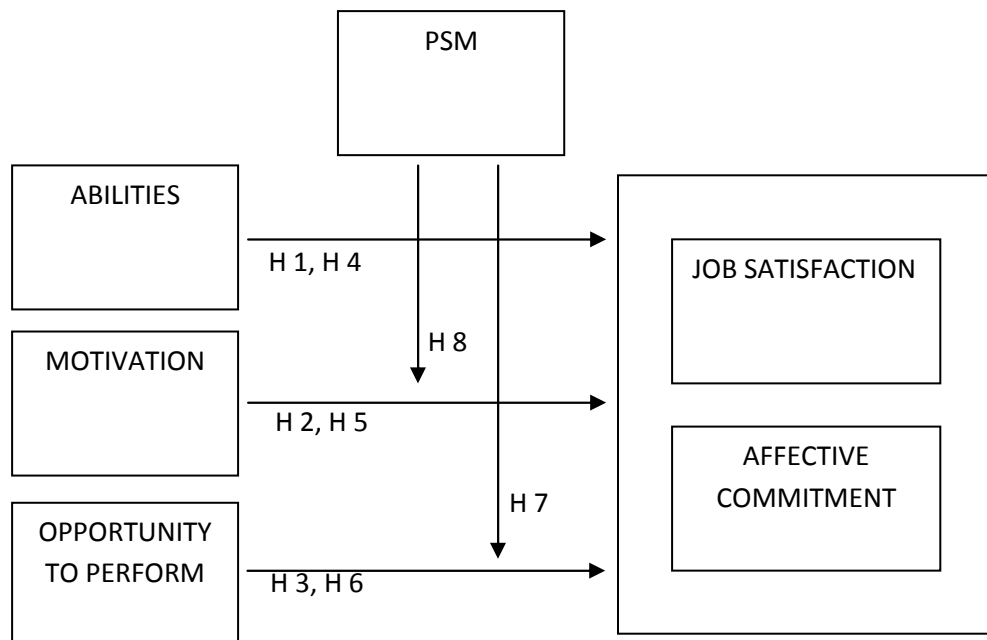 PSM
ABILITIES
H 1, H 4
JOB SATISFACTION
H 8
MOTIVATION
H 2, H 5
AFFECTIVE
COMMITMENT
H 7
OPPORTUNITY
TO PERFORM
H 3, H 6